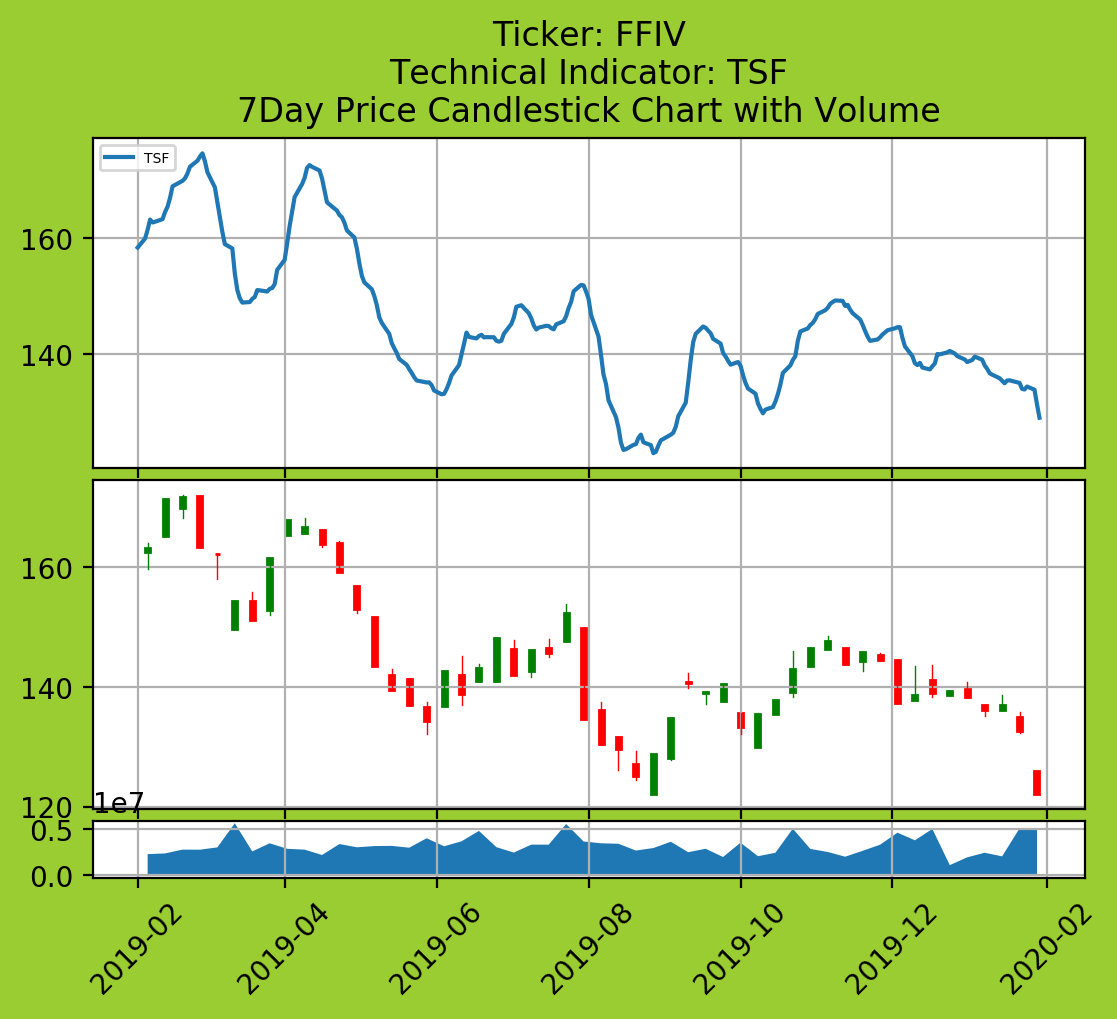 Ticker: FFIV
Technical Indicator: TSF
7Day Price Candlestick Chart with Volume
TSF
160
140
160
140
120
1e7
0.5
0.0
2019-02
2019-04
2019-06
2019-08
2019-10
2019-12
2020-02